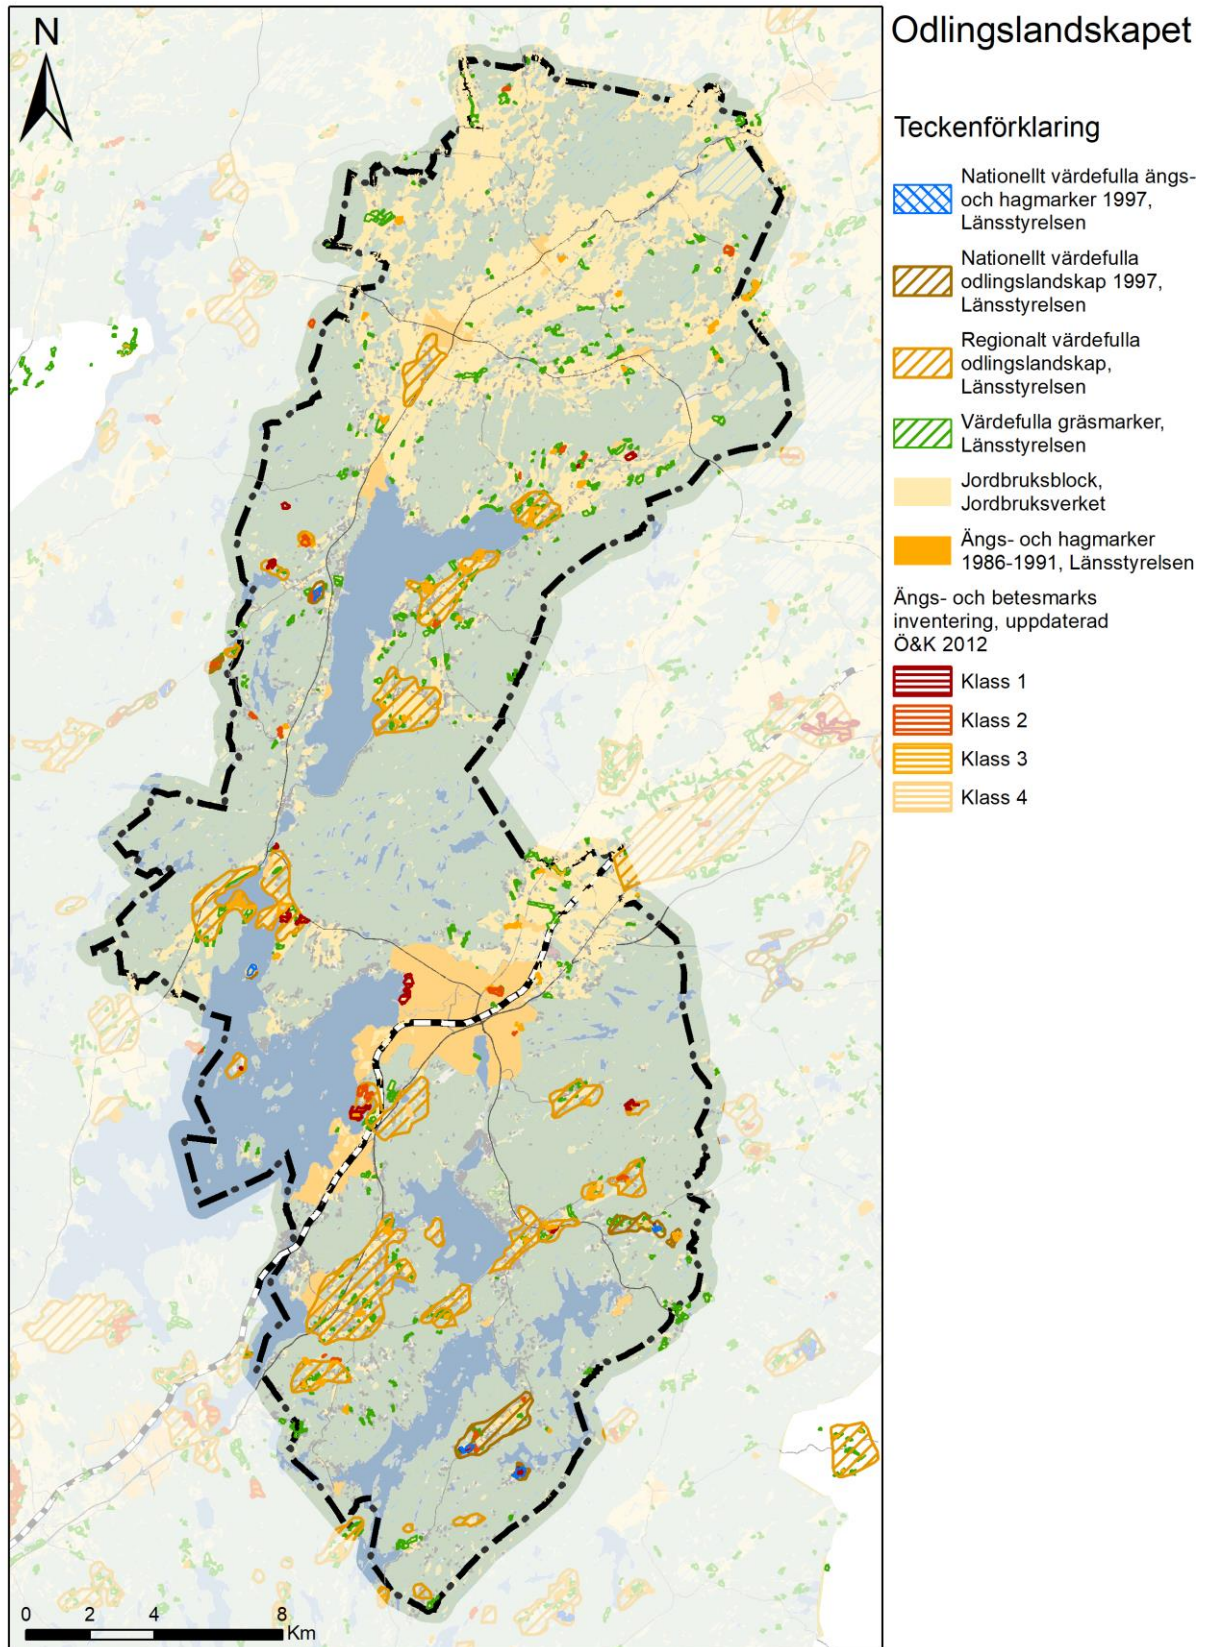 N
Odlingslandskapet
Teckenförklaring
Nationellt värdefulla ängs-
och hagmarker 1997,
Länsstyrelsen
Nationellt värdefulla
odlingslandskap 1997,
Länsstyrelsen
Regionalt värdefulla
odlingslandskap,
Länsstyrelsen
Värdefulla gräsmarker,
Länsstyrelsen
Jordbruksblock,
Jordbruksverket
Ängs- och hagmarker
1986-1991, Länsstyrelsen
Ängs- och betesmarks
inventering, uppdaterad
Ö&K 2012
Klass 1
Klass 2
Klass 3
Klass 4
0 2 4 8
Km